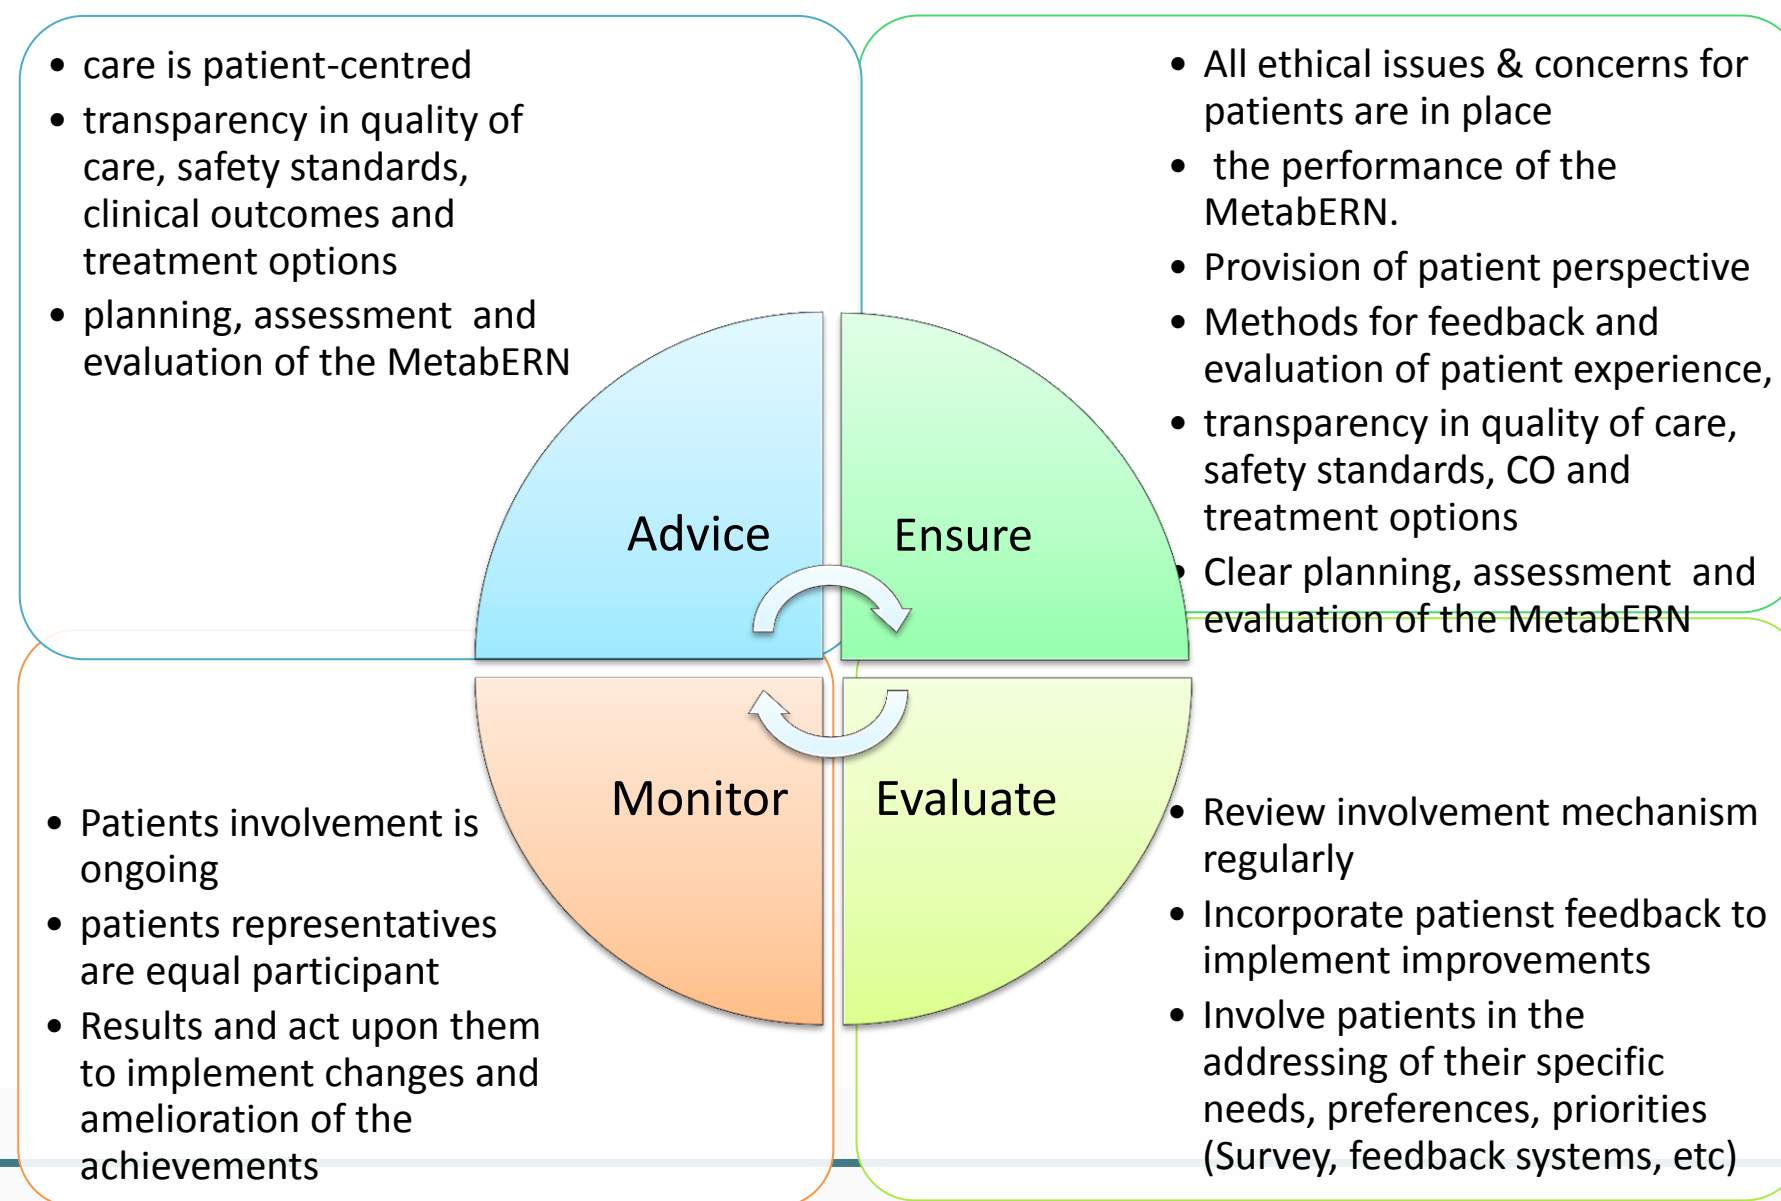 • care is patient-centred
• transparency in quality of
care, safety standards,
clinical outcomes and
treatment options
• planning, assessment  and
evaluation of the MetabERN
• All ethical issues & concerns for
patients are in place
•  the performance of the
MetabERN.
• Provision of patient perspective
• Methods for feedback and
evaluation of patient experience,
• transparency in quality of care,
safety standards, CO and
treatment options
• Clear planning, assessment  and
evaluation of the MetabERN
Advice
Ensure
Monitor
Evaluate
• Patients involvement is
ongoing
• patients representatives
are equal participant
• Results and act upon them
to implement changes and
amelioration of the
achievements
• Review involvement mechanism
regularly
• Incorporate patienst feedback to
implement improvements
• Involve patients in the
addressing of their specific
needs, preferences, priorities
(Survey, feedback systems, etc)